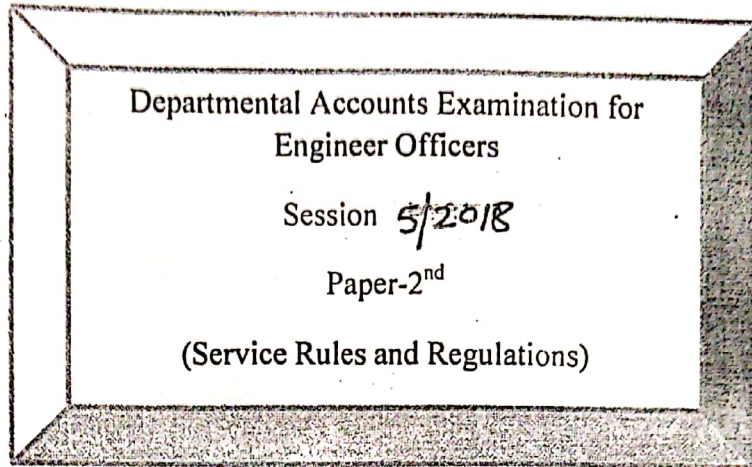 Departmental Accounts Examination for
Engineer Officers
Session 5/2018
Paper-2nd
(Service Rules and Regulations)